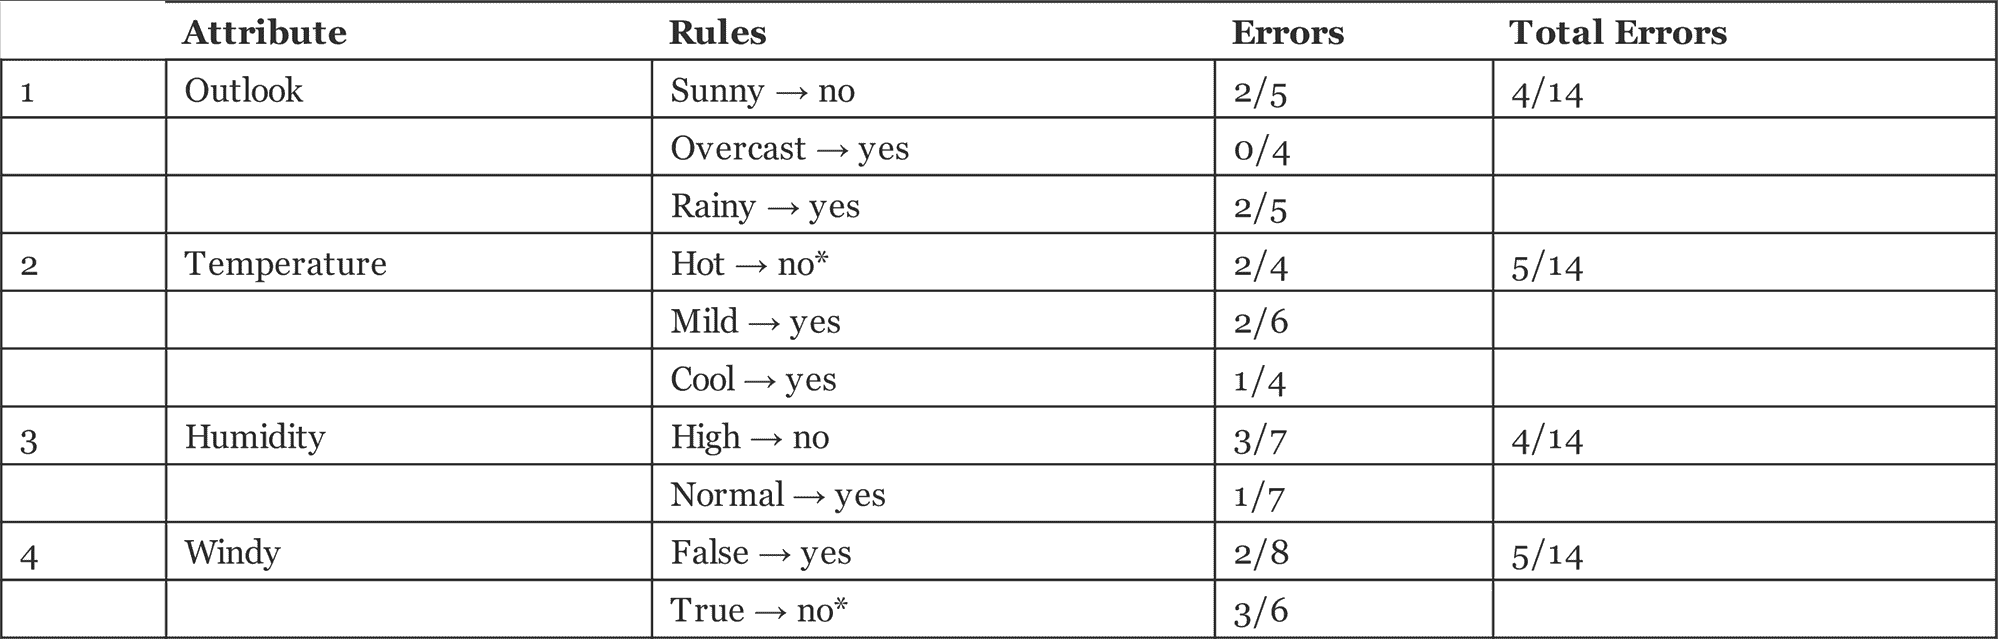 Attribute Rules Errors Total Errors
1 Outlook Sunny → no 2/5 4/14
Overcast → yes 0/4
Rainy → yes 2/5
2 Temperature Hot → no* 2/4 5/14
Mild → yes 2/6
Cool → yes 1/4
3 Humidity High → no 3/7 4/14
Normal → yes 1/7
4 Windy False → yes 2/8 5/14
True → no* 3/6